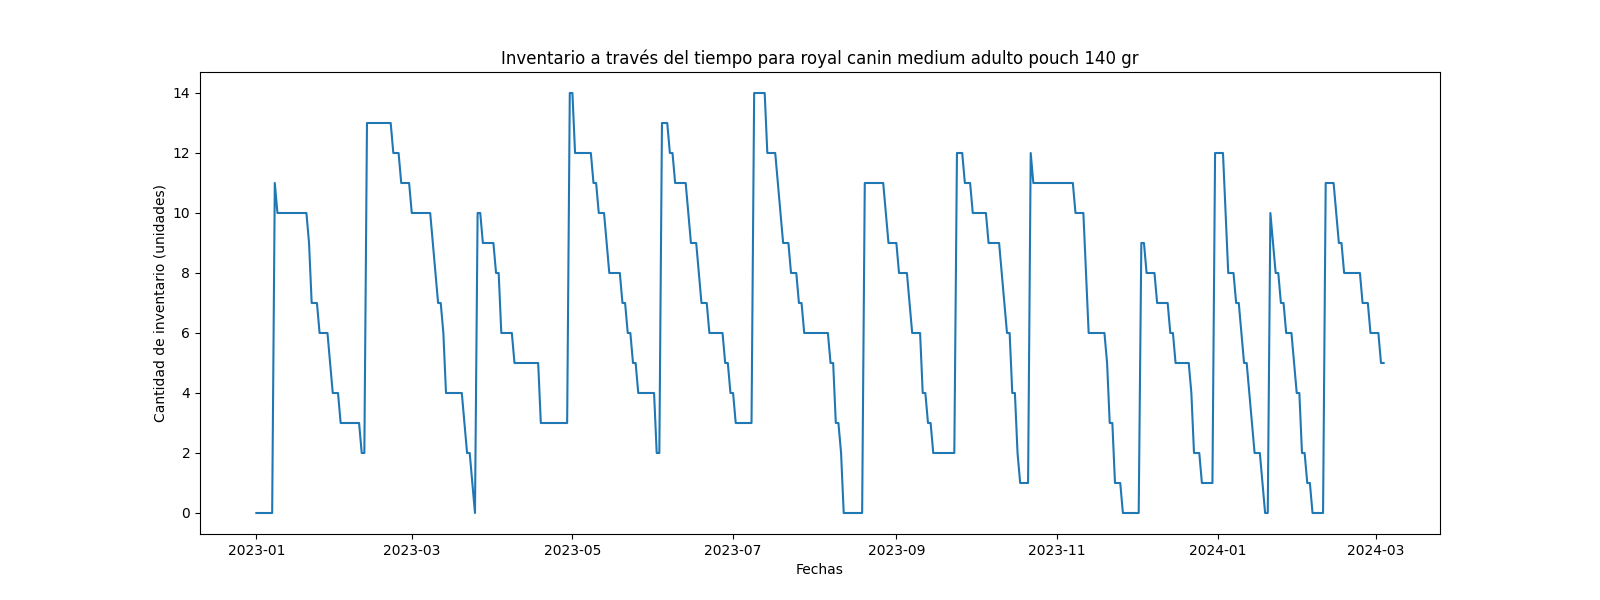 Inventario a través del tiempo para royal canin medium adulto pouch 140 gr
Cantidad de inventario (unidades)
14
12
10
8
6
4
2
0
2023-01 2023-03 2023-05 2023-07 2023-09 2023-11 2024-01 2024-03
Fechas